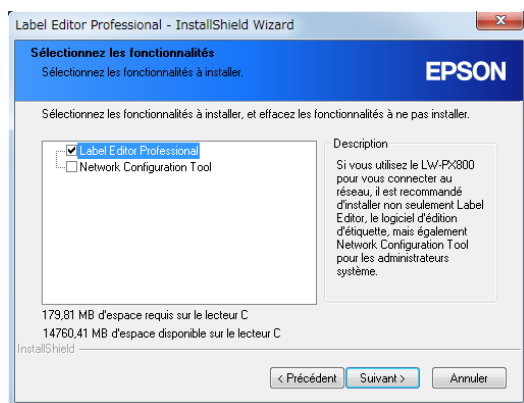 Label Editor Professional - InstallShield Wizard
Sélectionnez les fonctionnalités
Sélectionnez les fonctionnalités à installer.
EPSON
Sélectionnez les fonctionnalités à installer, et effacez les fonctionnalités à ne pas installer.
Label Editor Professional
Network Configuration Tool
Description
Si vous utilisez le LW-PX800
pour vous connecter au
réseau, il est recommandé
d'installer non seulement Label
Editor, le logiciel d'édition
d'étiquette, mais également
Network Configuration Tool
pour les administrateurs
système.
179,81 MB d'espace requis sur le lecteur C
14760,41 MB d'espace disponible sur le lecteur C
InstallShield
< Précédent
Suivant >
Annuler